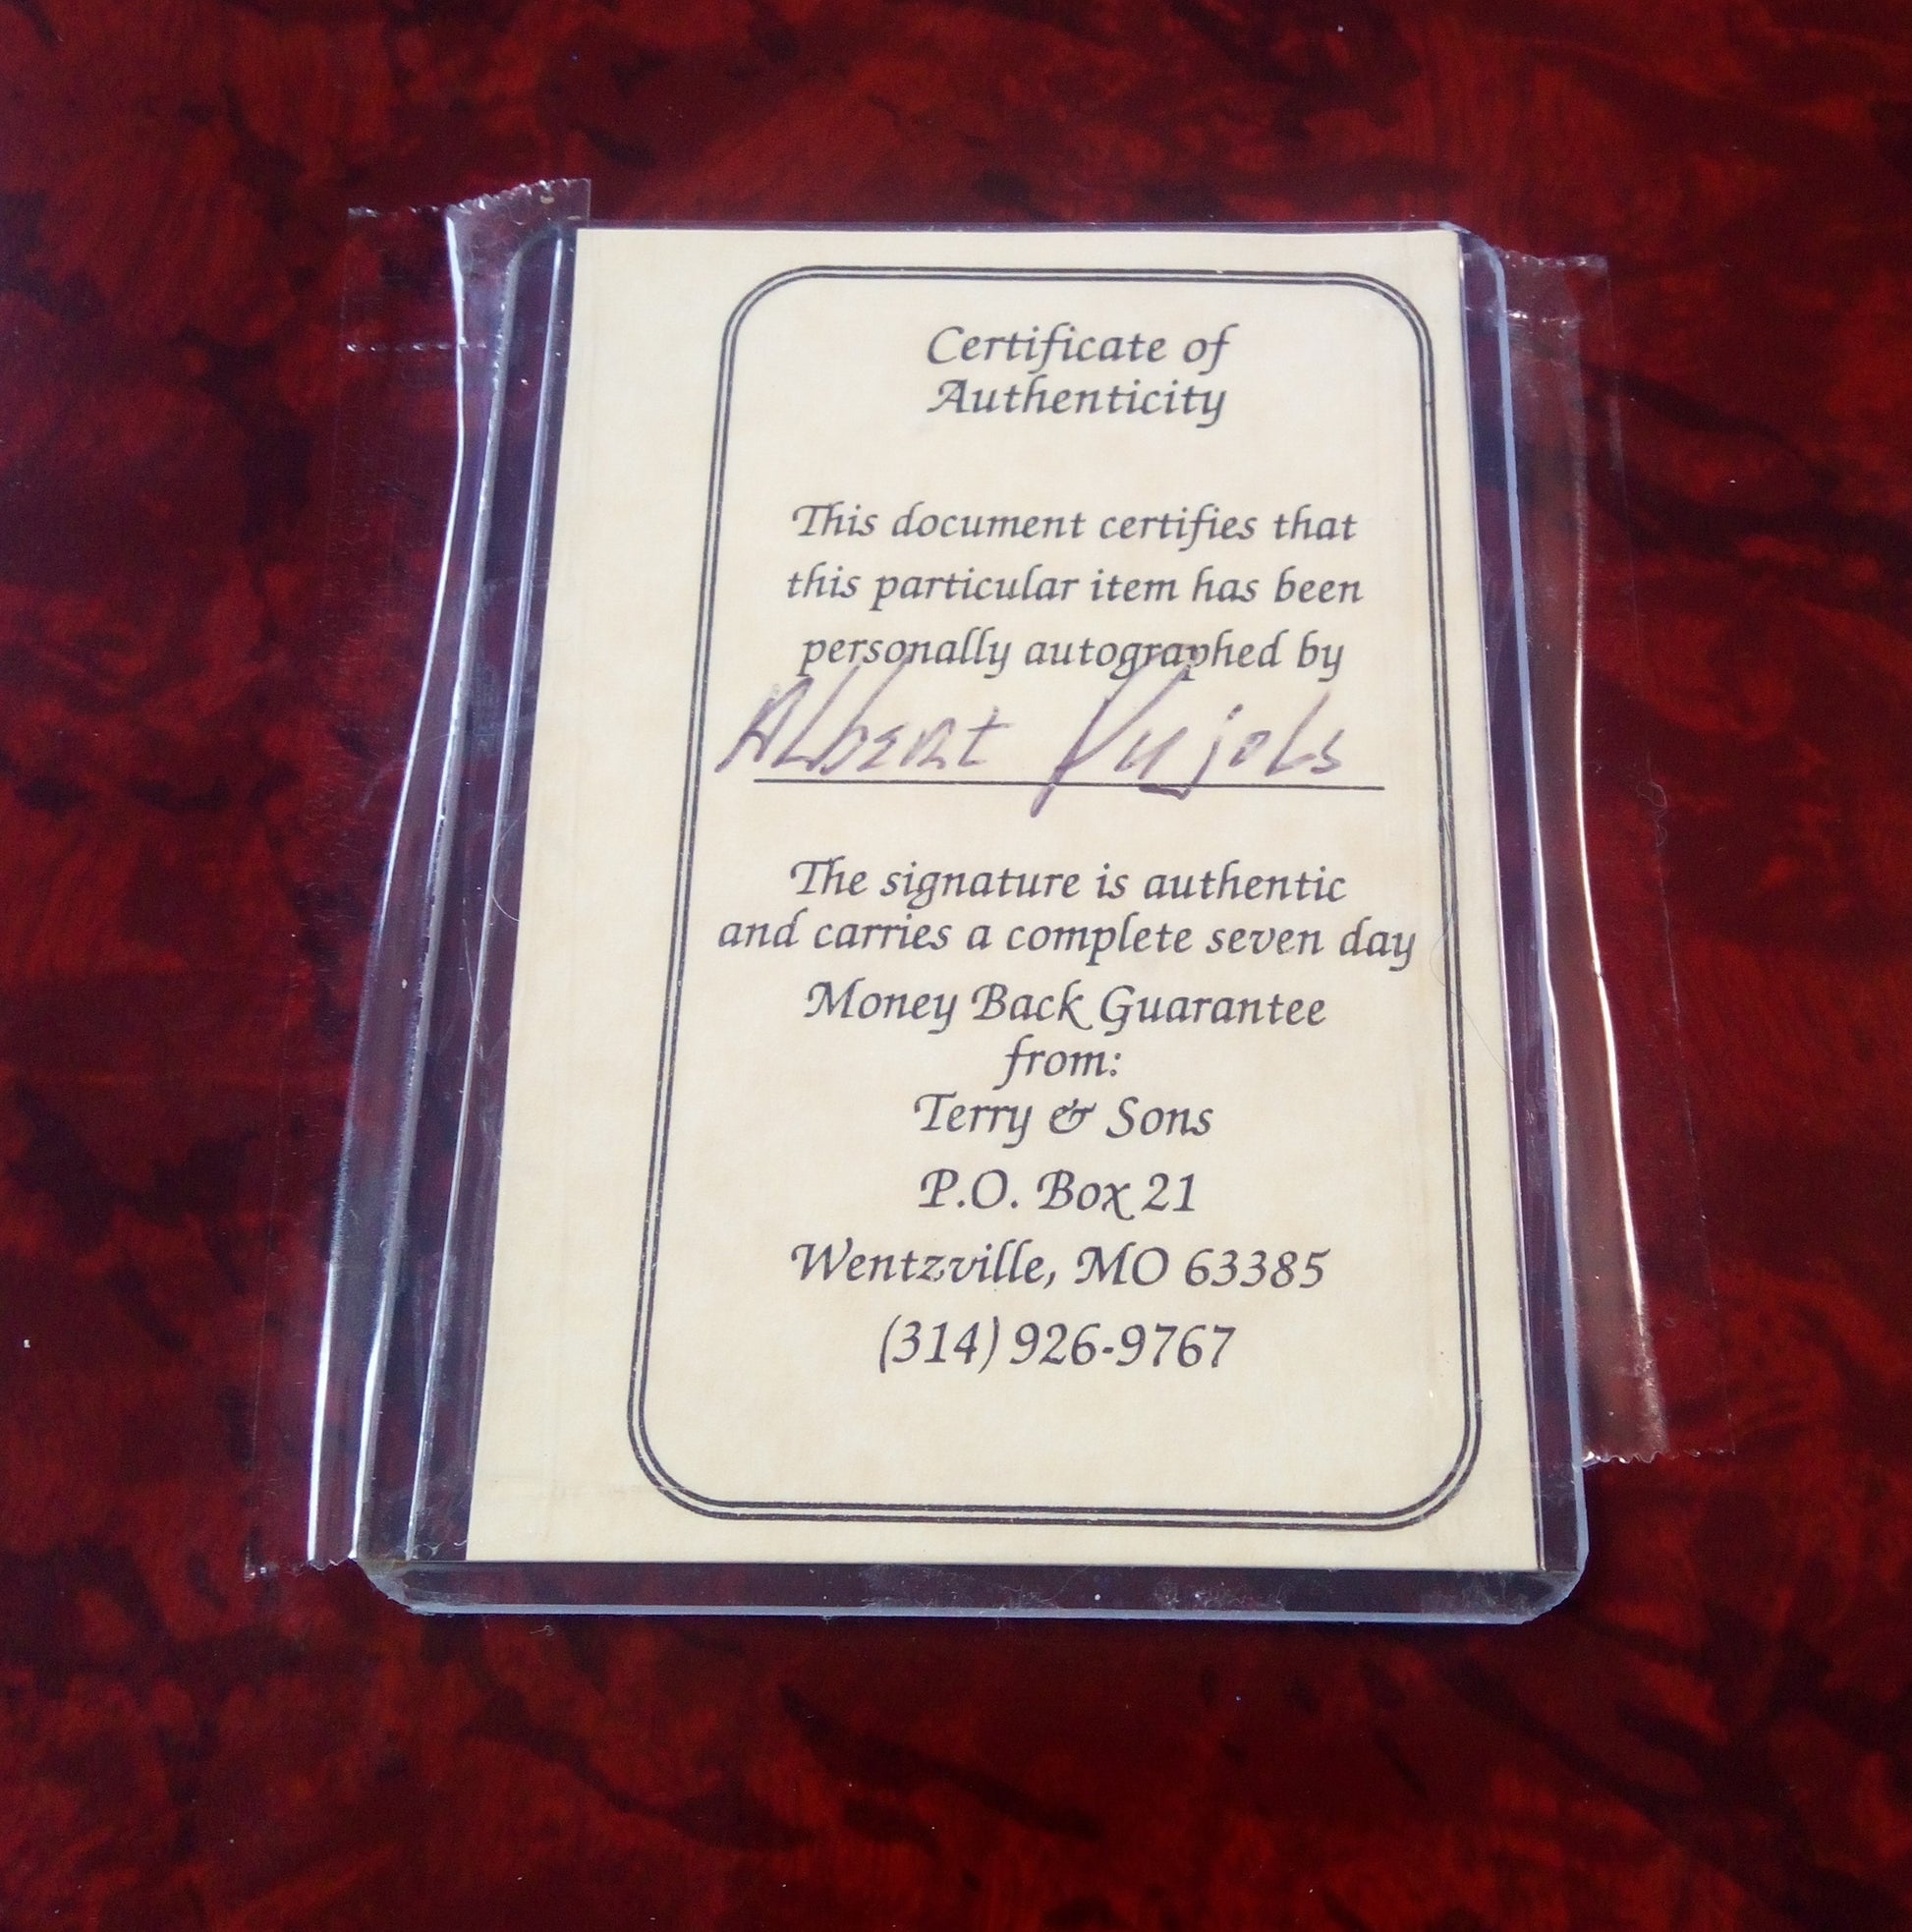 Certificate of
Authenticity
This document certifies that
this particular item has been
personally autographed by
Albert Pujols
The signature is authentic
and carries a complete seven day
Money Back Guarantee
from:
Terry & Sons
P.O. Box 21
Wentzville, MO 63385
(314) 926-9767